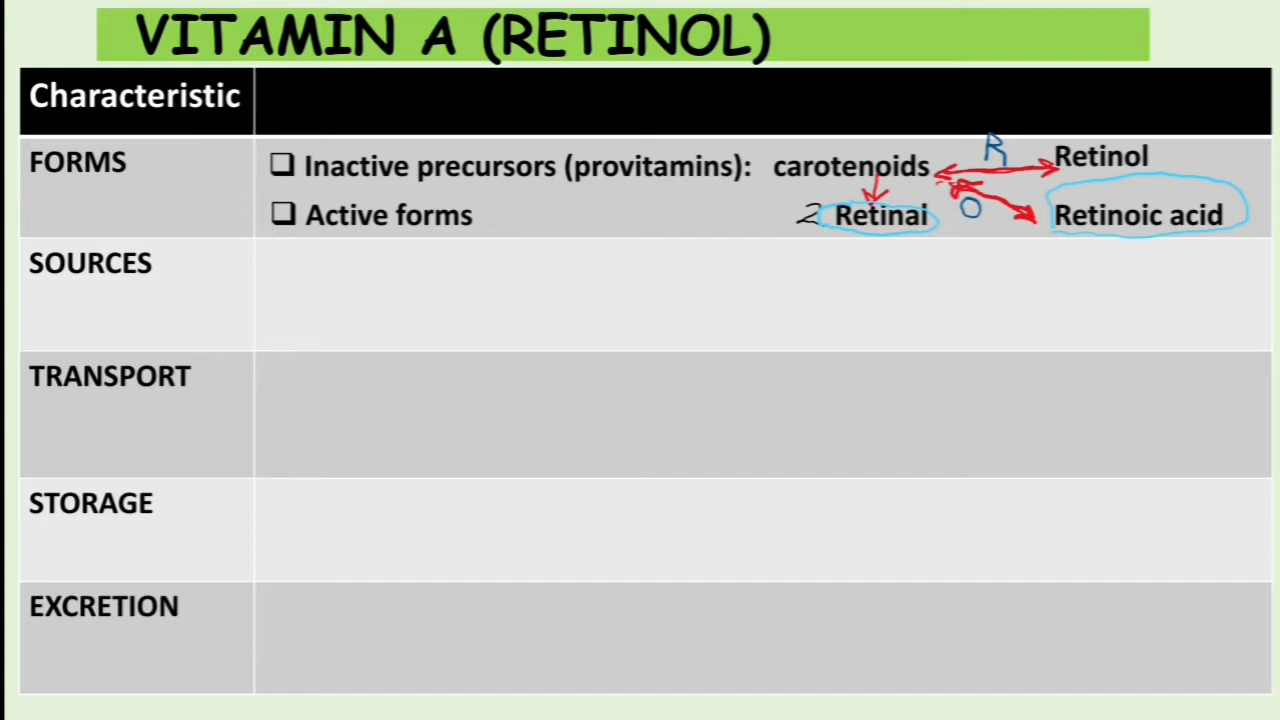 VITAMIN A (RETINOL)
Characteristic
FORMS
❑ Inactive precursors (provitamins): carotenoids R Retinol
❑ Active forms 2 Retinal O Retinoic acid
SOURCES
TRANSPORT
STORAGE
EXCRETION